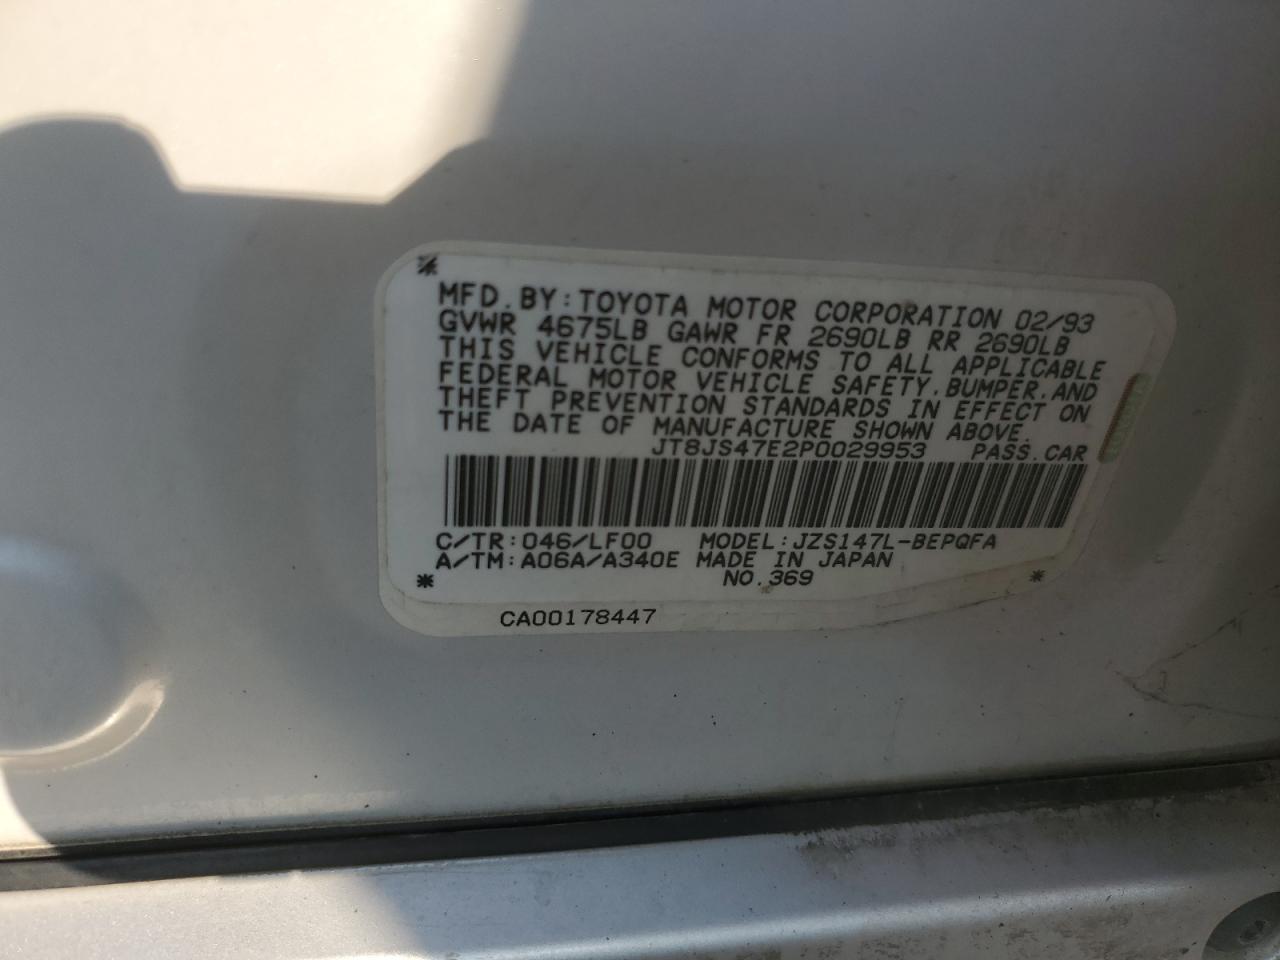 MFD. BY: TOYOTA MOTOR CORPORATION 02/93
GVWR 4675LB GAWR FR 2690LB RR 2690LB
THIS VEHICLE CONFORMS TO ALL APPLICABLE
FEDERAL MOTOR VEHICLE SAFETY, BUMPER, AND
THEFT PREVENTION STANDARDS IN EFFECT ON
THE DATE OF MANUFACTURE SHOWN ABOVE.
JT8JS47E2P0029953 PASS. CAR
C/TR: 046/LF00 MODEL: JZS147L-BEPQFA
A/TM: A06A/A340E MADE IN JAPAN
NO. 369
CA00178447